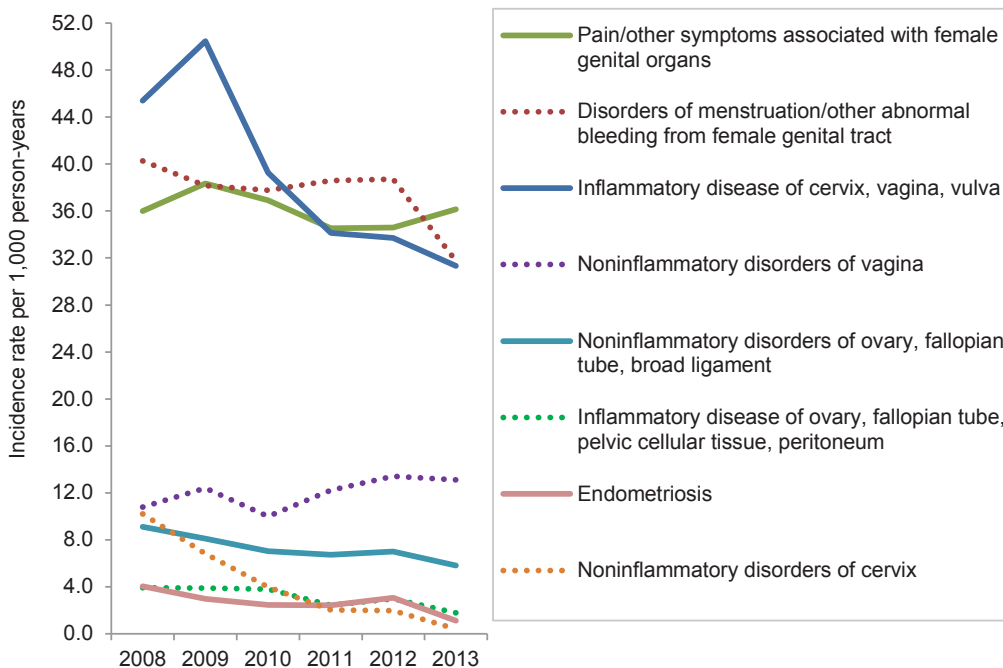 Incidence rate per 1,000 person-years
52.0
48.0
44.0
40.0
36.0
32.0
28.0
24.0
20.0
16.0
12.0
8.0
4.0
0.0
2008 2009 2010 2011 2012 2013
Pain/other symptoms associated with female
genital organs
Disorders of menstruation/other abnormal
bleeding from female genital tract
Inflammatory disease of cervix, vagina, vulva
Noninflammatory disorders of vagina
Noninflammatory disorders of ovary, fallopian
tube, broad ligament
Inflammatory disease of ovary, fallopian tube,
pelvic cellular tissue, peritoneum
Endometriosis
Noninflammatory disorders of cervix